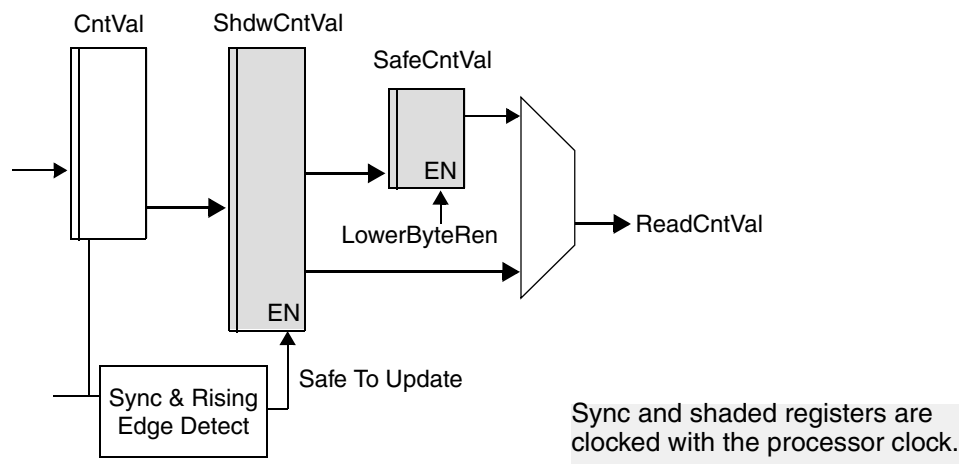 CntVal
ShdwCntVal
SafeCntVal
EN
LowerByteRen
ReadCntVal
EN
Safe To Update
Sync & Rising
Edge Detect
Sync and shaded registers are
clocked with the processor clock.